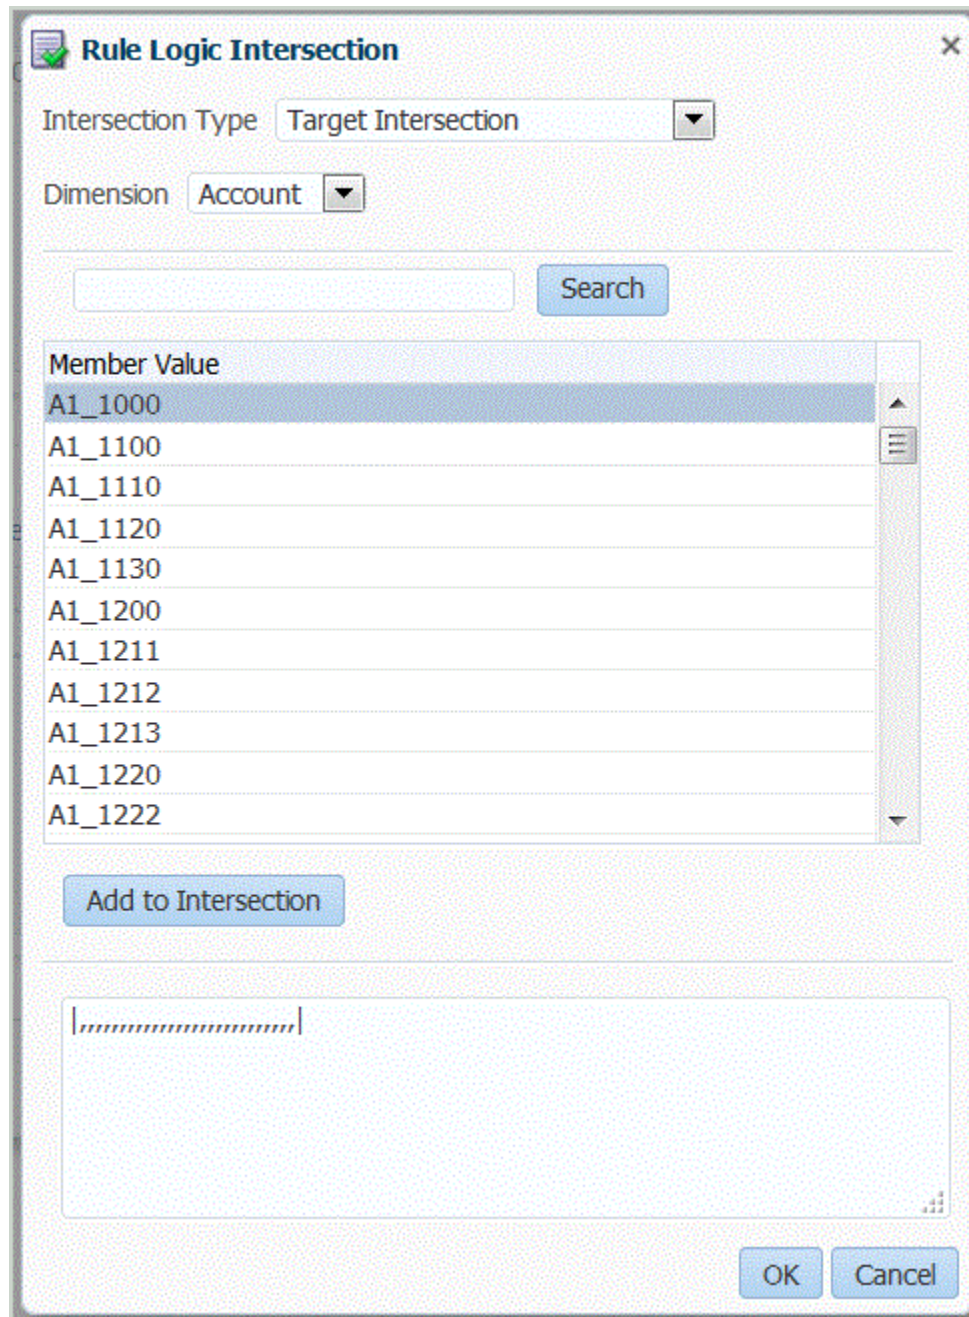 Rule Logic Intersection
Intersection Type Target Intersection
Dimension Account
Search
Member Value
A1_1000
A1_1100
A1_1110
A1_1120
A1_1130
A1_1200
A1_1211
A1_1212
A1_1213
A1_1220
A1_1222
Add to Intersection
|,,,,,,,,,,,,,,,,,,,,,,,,,,,|
OK Cancel